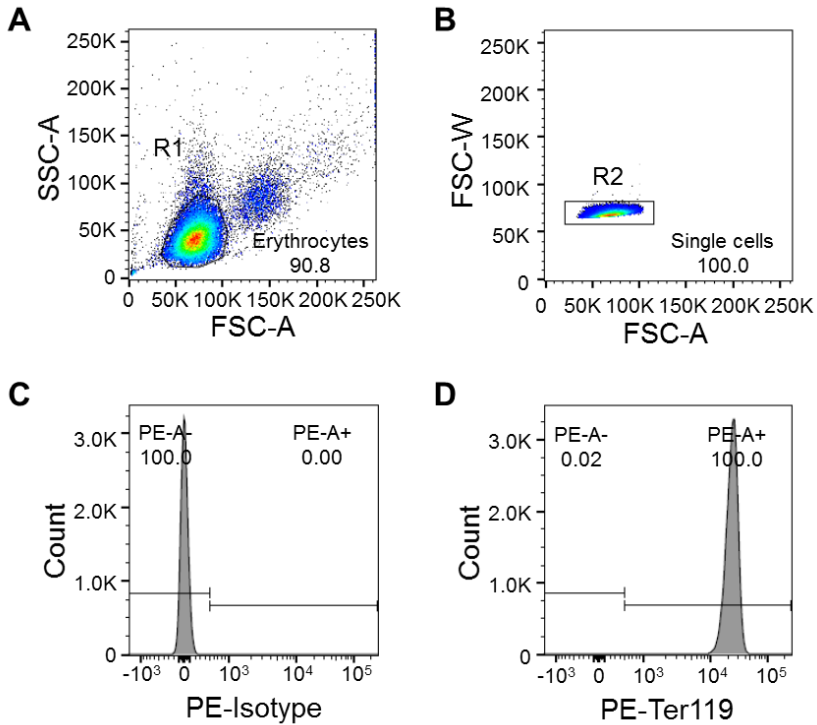 A
SSC-A
250K
200K
150K
100K
50K
0
R1
Erythrocytes
90.8
0 50K 100K 150K 200K 250K
FSC-A
B
FSC-W
250K
200K
150K
100K
50K
0
R2
Single cells
100.0
0 50K 100K 150K 200K 250K
FSC-A
C
Count
3.0K
2.0K
1.0K
0
PE-A-
100.0
PE-A+
0.00
-10³ 0 10³ 10⁴ 10⁵
PE-Isotype
D
Count
3.0K
2.0K
1.0K
0
PE-A-
0.02
PE-A+
100.0
-10³ 0 10³ 10⁴ 10⁵
PE-Ter119